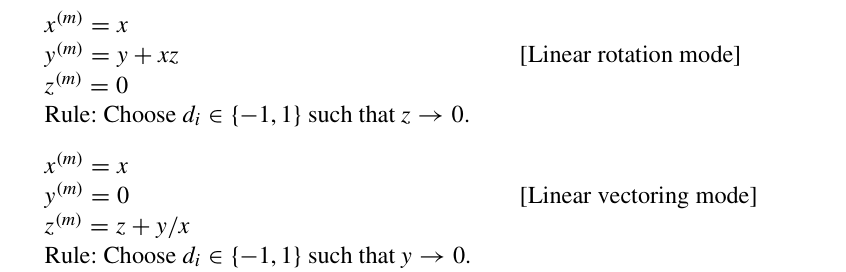 x^(m) = x
y^(m) = y + xz [Linear rotation mode]
z^(m) = 0
Rule: Choose d_i ∈ {−1, 1} such that z → 0.
x^(m) = x
y^(m) = 0 [Linear vectoring mode]
z^(m) = z + y/x
Rule: Choose d_i ∈ {−1, 1} such that y → 0.